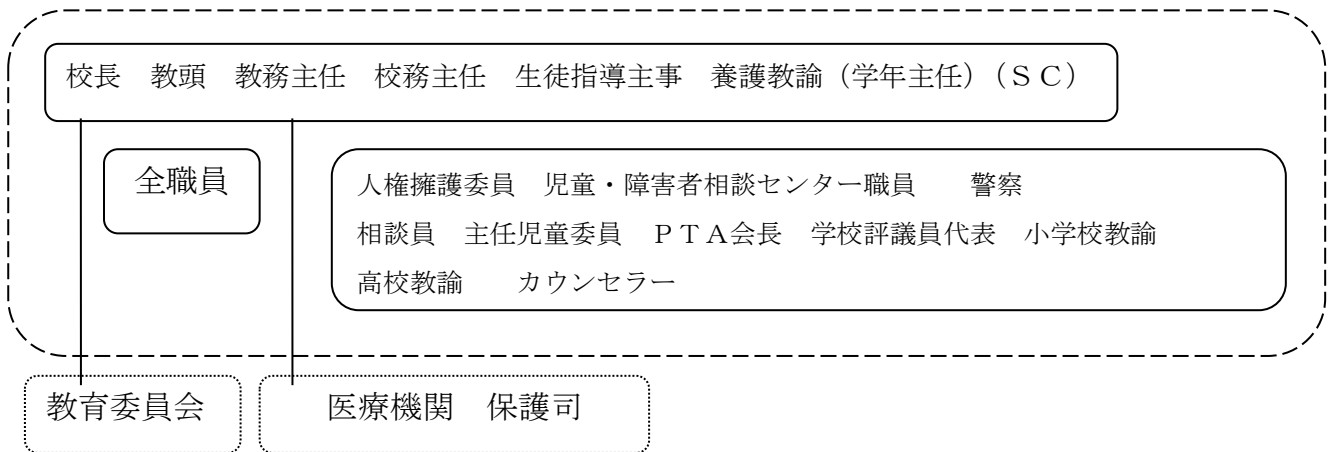 校長　教頭　教務主任　校務主任　生徒指導主事　養護教諭（学年主任）（ＳＣ）
全職員
人権擁護委員　児童・障害者相談センター職員　　警察
相談員　主任児童委員　ＰＴＡ会長　学校評議員代表　小学校教諭
高校教諭　　カウンセラー
教育委員会
医療機関　保護司